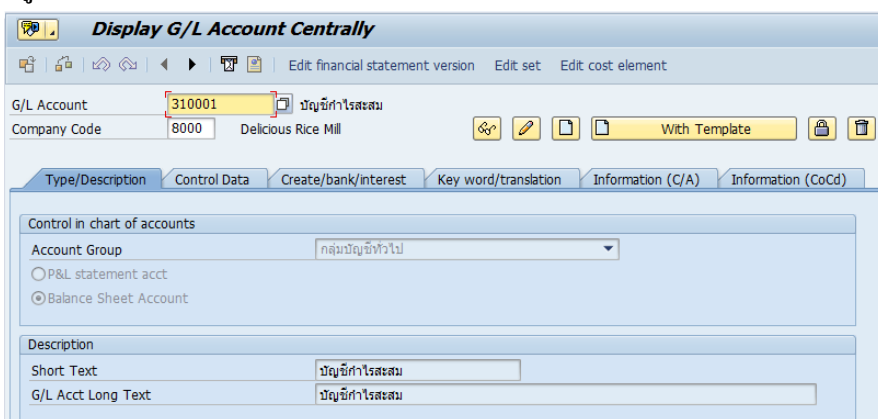 Display G/L Account Centrally
Edit financial statement version Edit set Edit cost element
G/L Account 310001 บัญชีกำไรสะสม
Company Code 8000 Delicious Rice Mill With Template
Type/Description Control Data Create/bank/interest Key word/translation Information (C/A) Information (CoCd)
Control in chart of accounts
Account Group กลุ่มบัญชีทั่วไป
P&L statement acct
Balance Sheet Account
Description
Short Text บัญชีกำไรสะสม
G/L Acct Long Text บัญชีกำไรสะสม